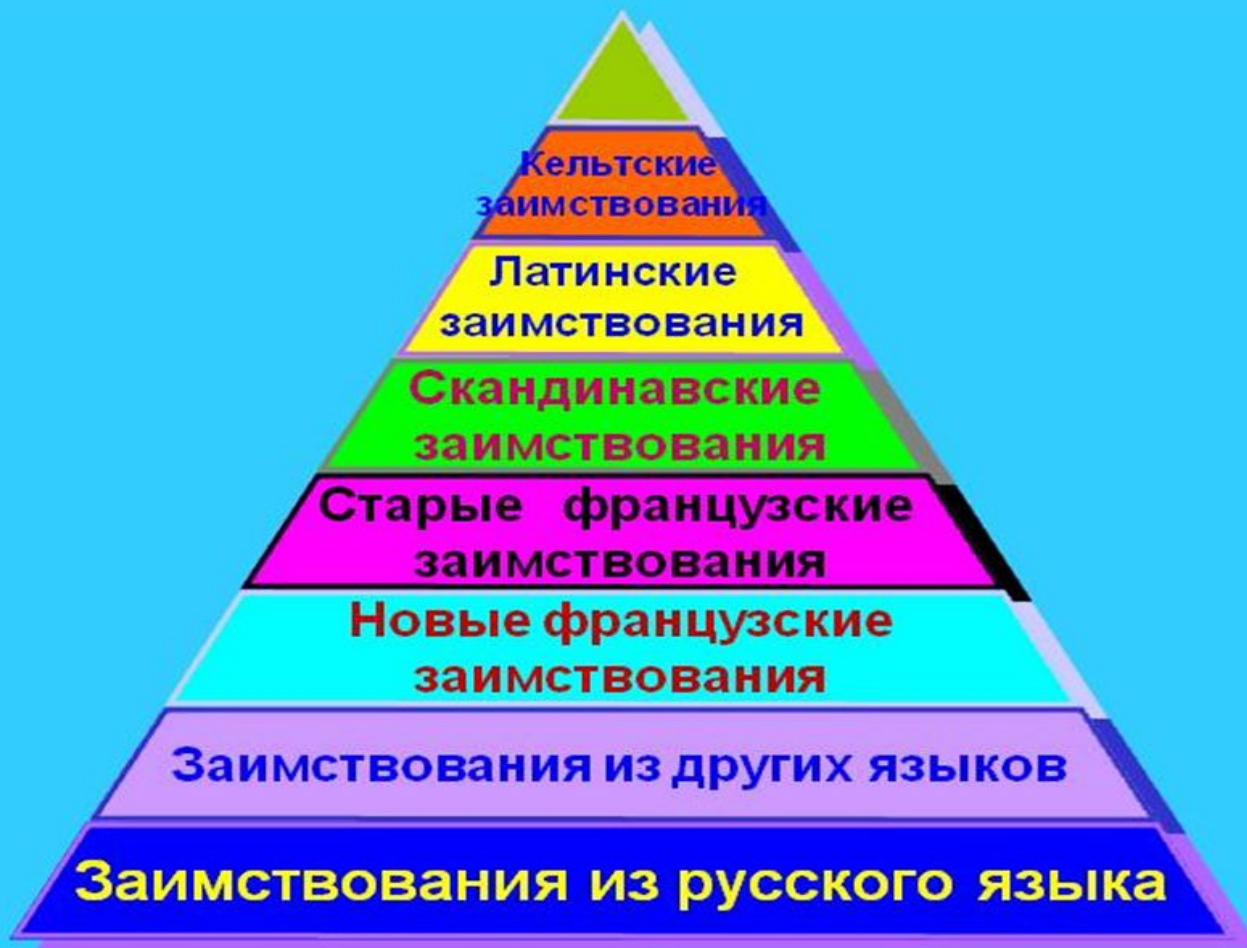 Кельтские
заимствования
Латинские
заимствования
Скандинавские
заимствования
Старые французские
заимствования
Новые французские
заимствования
Заимствования из других языков
Заимствования из русского языка